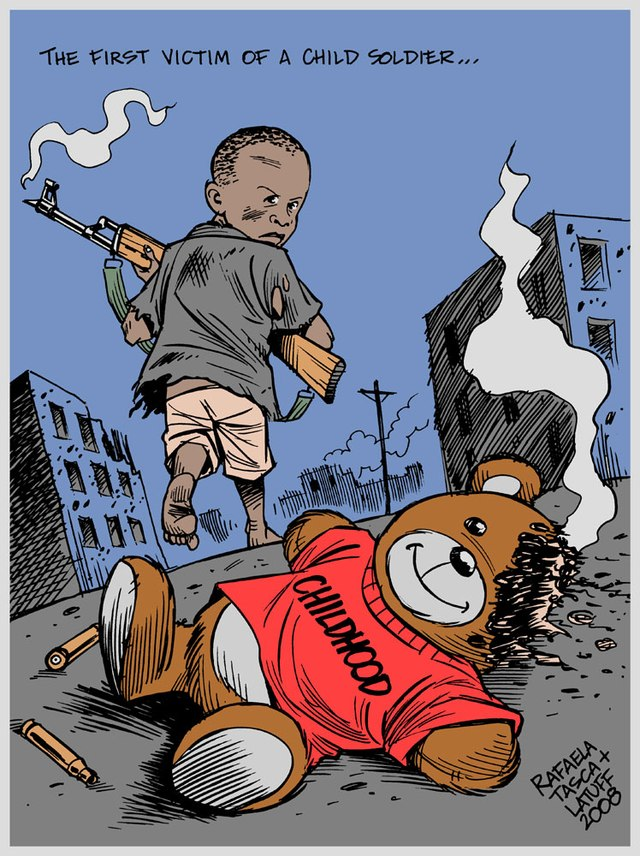 THE FIRST VICTIM OF A CHILD SOLDIER...
CHILDHOOD
RAFAELA
TASCA +
LATUFF
2008